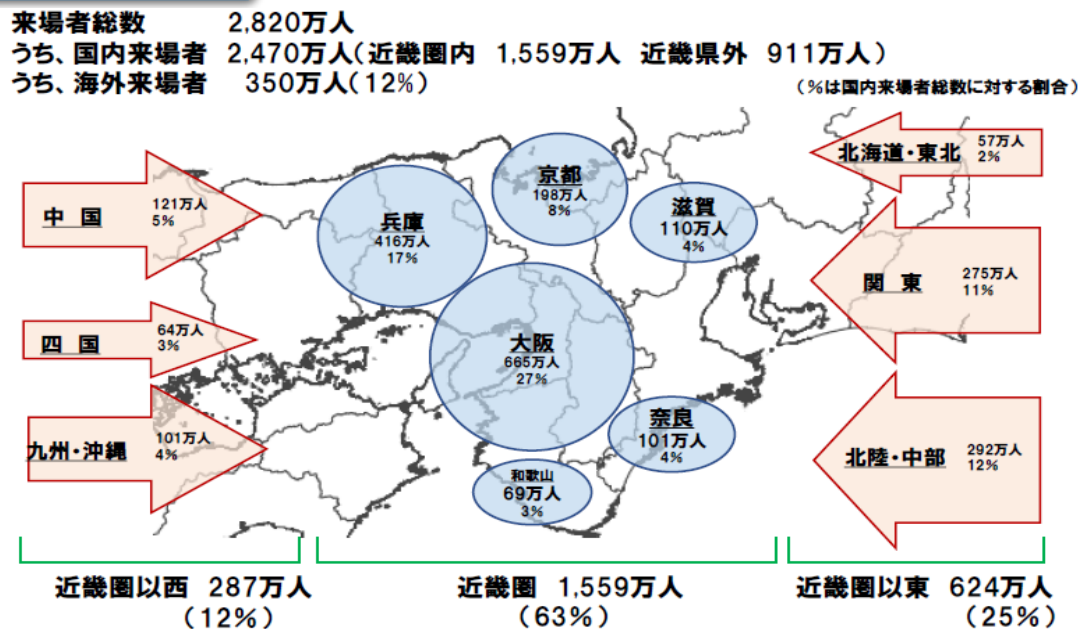 来場者総数 2,820万人
うち、国内来場者 2,470万人(近畿圏内 1,559万人 近畿県外 911万人)
うち、海外来場者 350万人(12%)
(%は国内来場者総数に対する割合)
北海道・東北
57万人
2%
京都
198万人
8%
中 国
121万人
5%
兵庫
416万人
17%
滋賀
110万人
4%
関 東
275万人
11%
四 国
64万人
3%
大阪
665万人
27%
九州・沖縄
101万人
4%
奈良
101万人
4%
北陸・中部
292万人
12%
和歌山
69万人
3%
近畿圏以西 287万人
(12%)
近畿圏 1,559万人
(63%)
近畿圏以東 624万人
(25%)